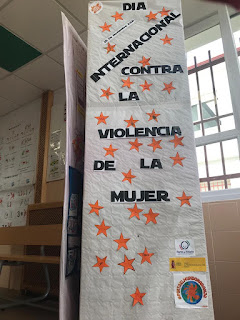 DIA
INTERNACIONAL
CONTRA
LA
VIOLENCIA
DE LA
MUJER